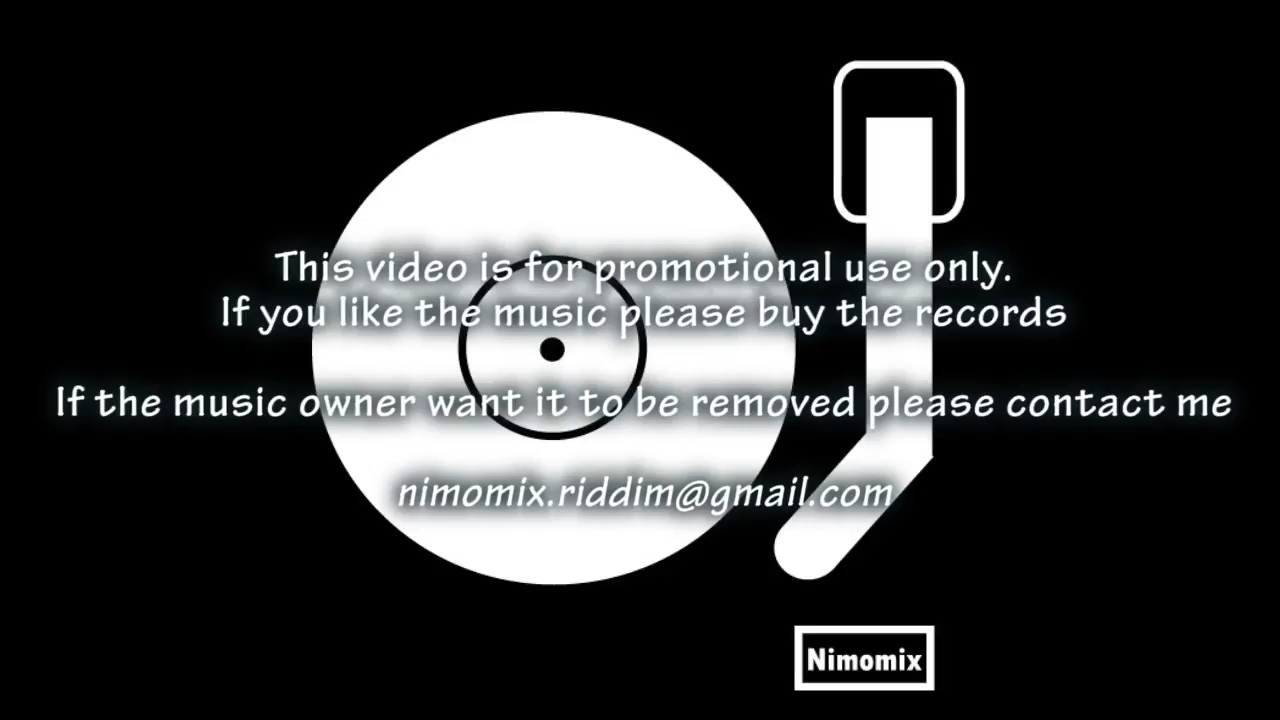 This video is for promotional use only.
If you like the music please buy the records
If the music owner want it to be removed please contact me
nimomix.riddim@gmail.com
Nimomix